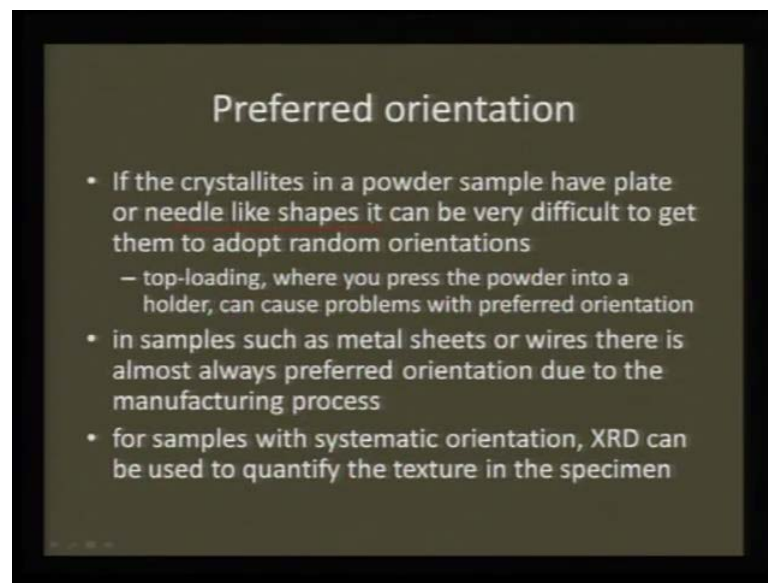 Preferred orientation
• If the crystallites in a powder sample have plate
or needle like shapes it can be very difficult to get
them to adopt random orientations
– top-loading, where you press the powder into a
holder, can cause problems with preferred orientation
• in samples such as metal sheets or wires there is
almost always preferred orientation due to the
manufacturing process
• for samples with systematic orientation, XRD can
be used to quantify the texture in the specimen